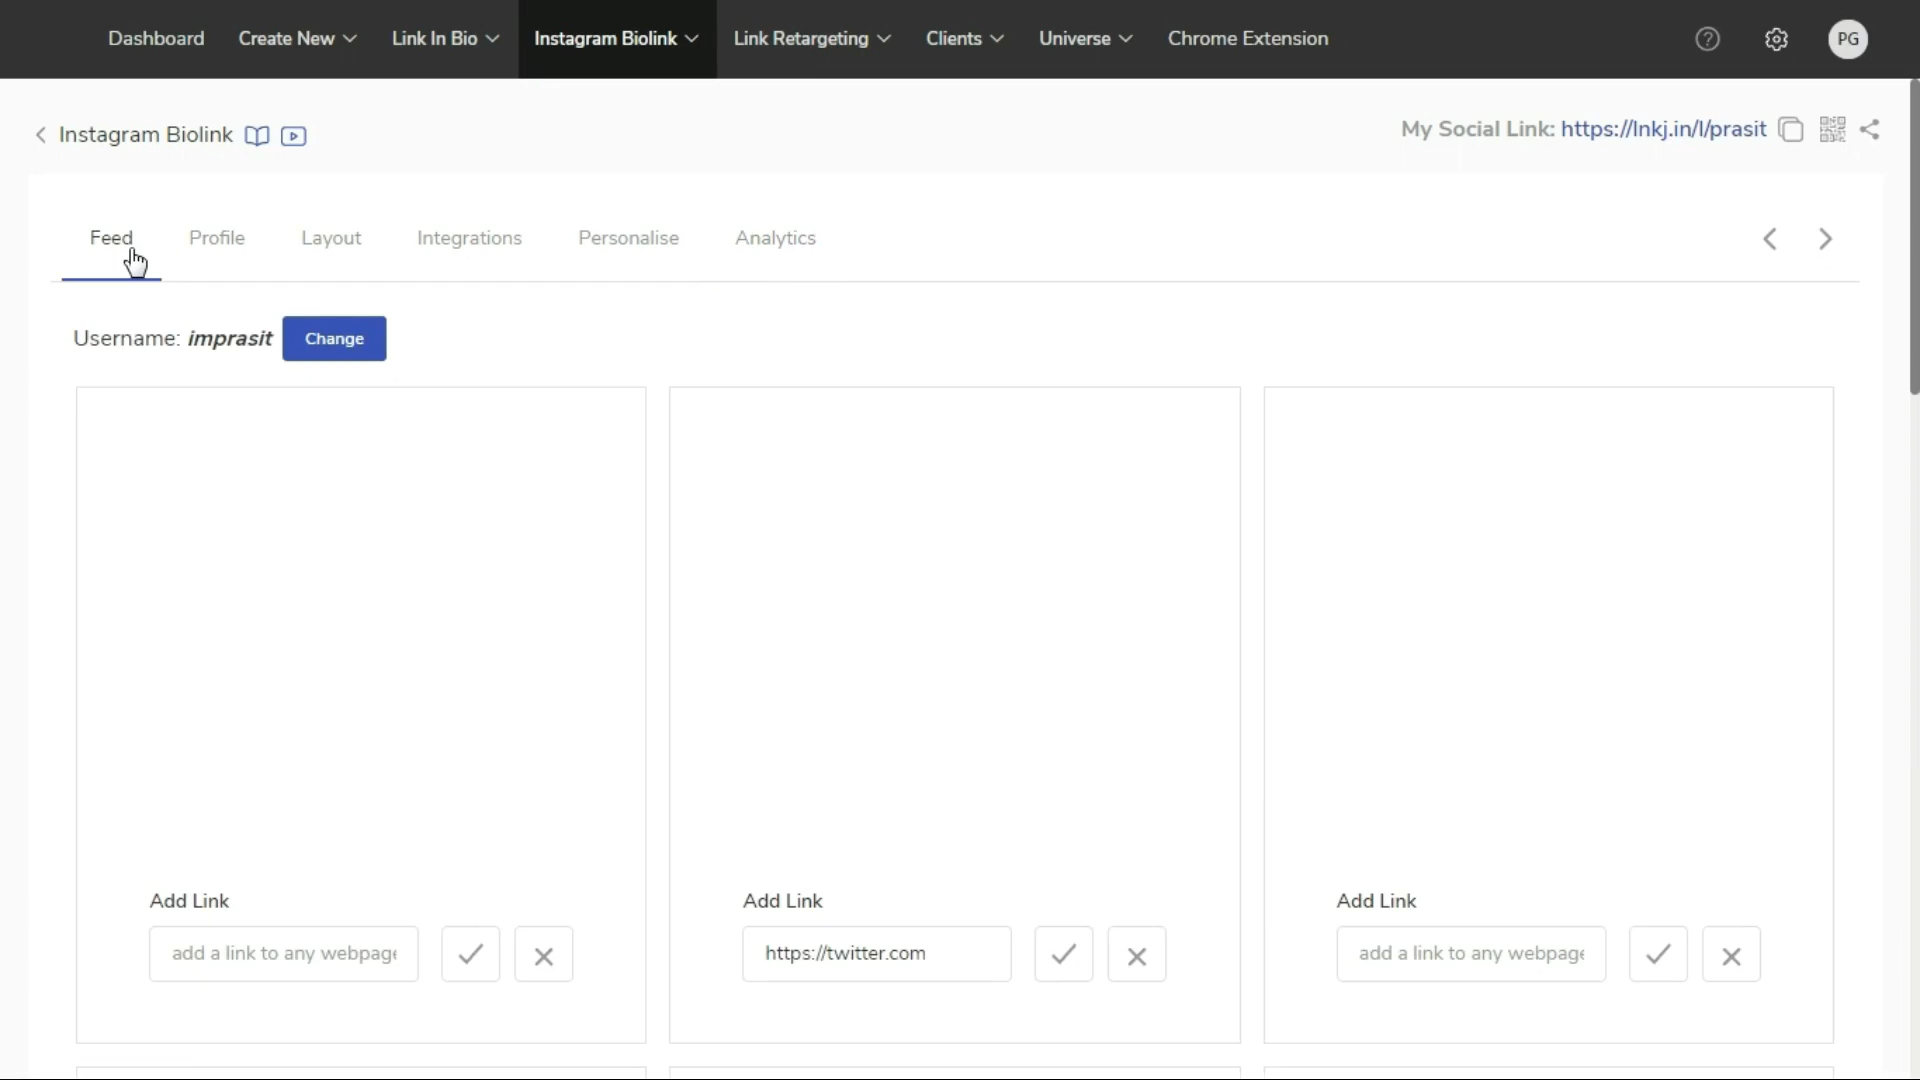 Dashboard Create New Link In Bio Instagram Biolink Link Retargeting Clients Universe Chrome Extension PG
Instagram Biolink
My Social Link: https://lnkj.in/l/prasit
Feed Profile Layout Integrations Personalise Analytics
Username: imprasit Change
Add Link Add Link Add Link
add a link to any webpage https://twitter.com add a link to any webpage